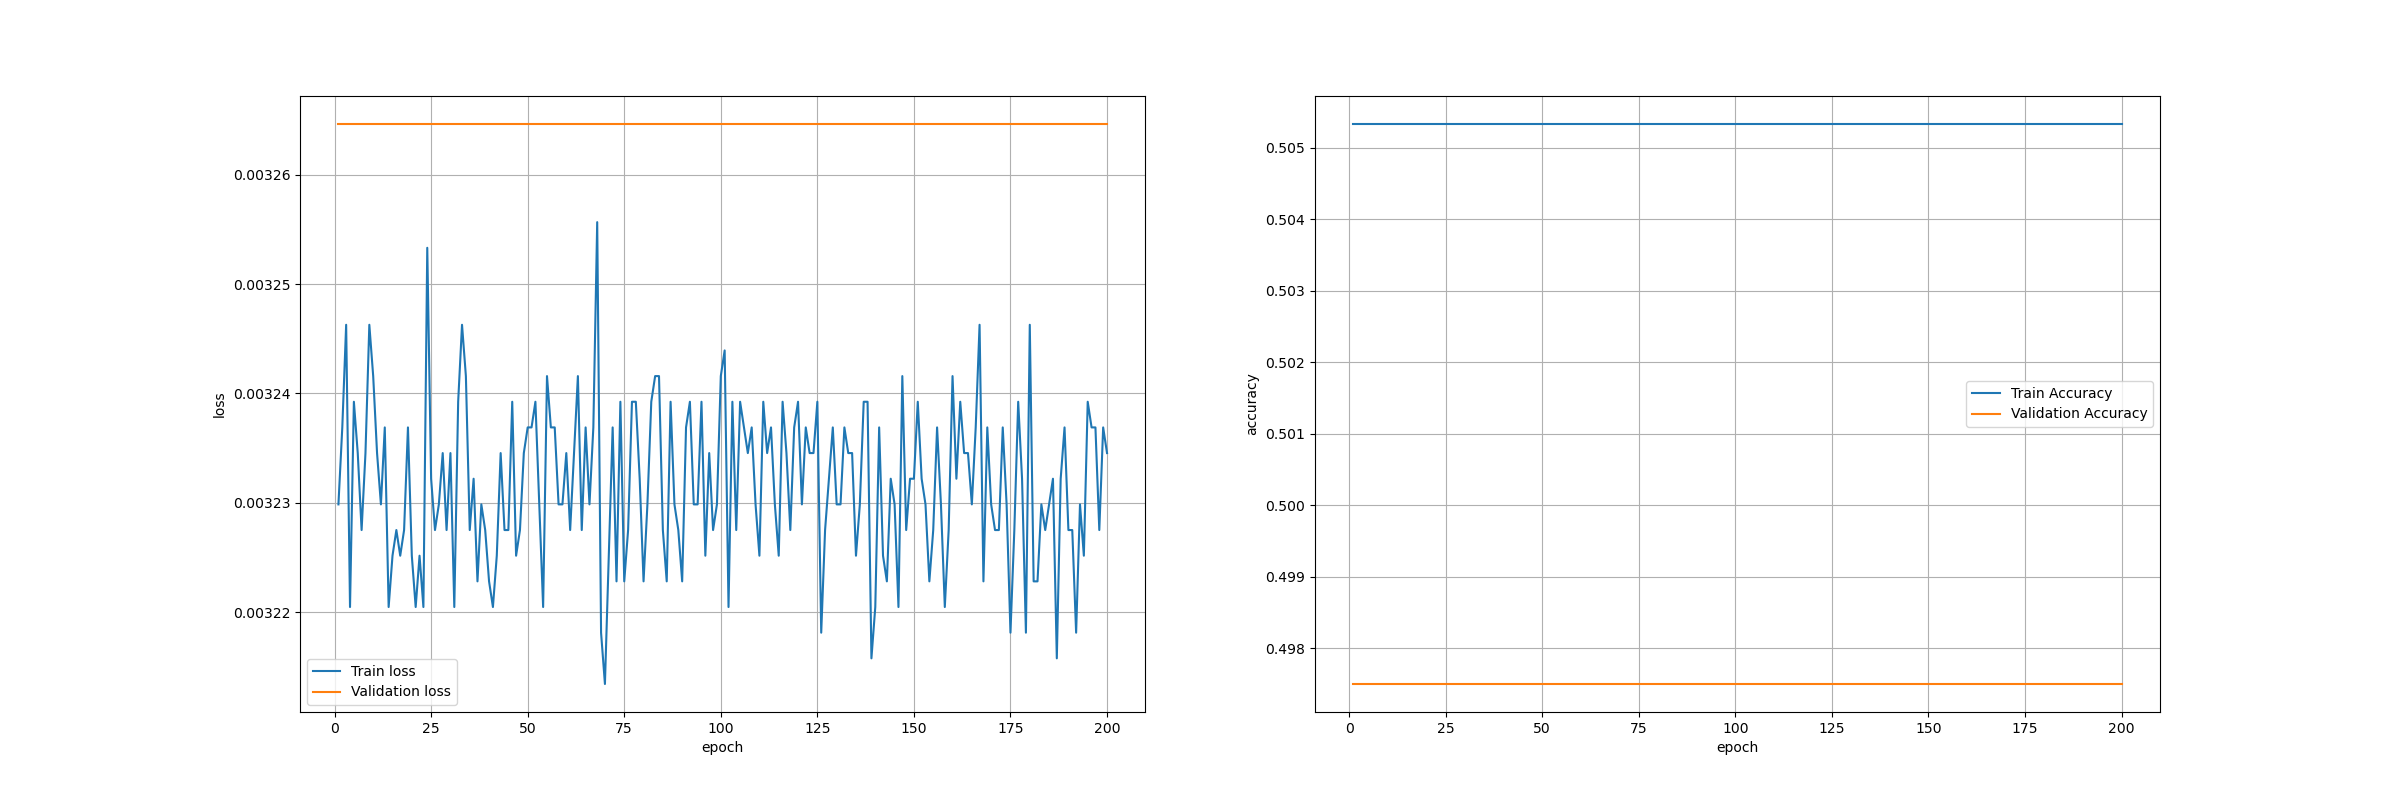 0.00326
0.00325
0.00324
0.00323
0.00322
loss
Train loss
Validation loss
0 25 50 75 100 125 150 175 200
epoch
0.505
0.504
0.503
0.502
0.501
0.500
0.499
0.498
accuracy
Train Accuracy
Validation Accuracy
0 25 50 75 100 125 150 175 200
epoch